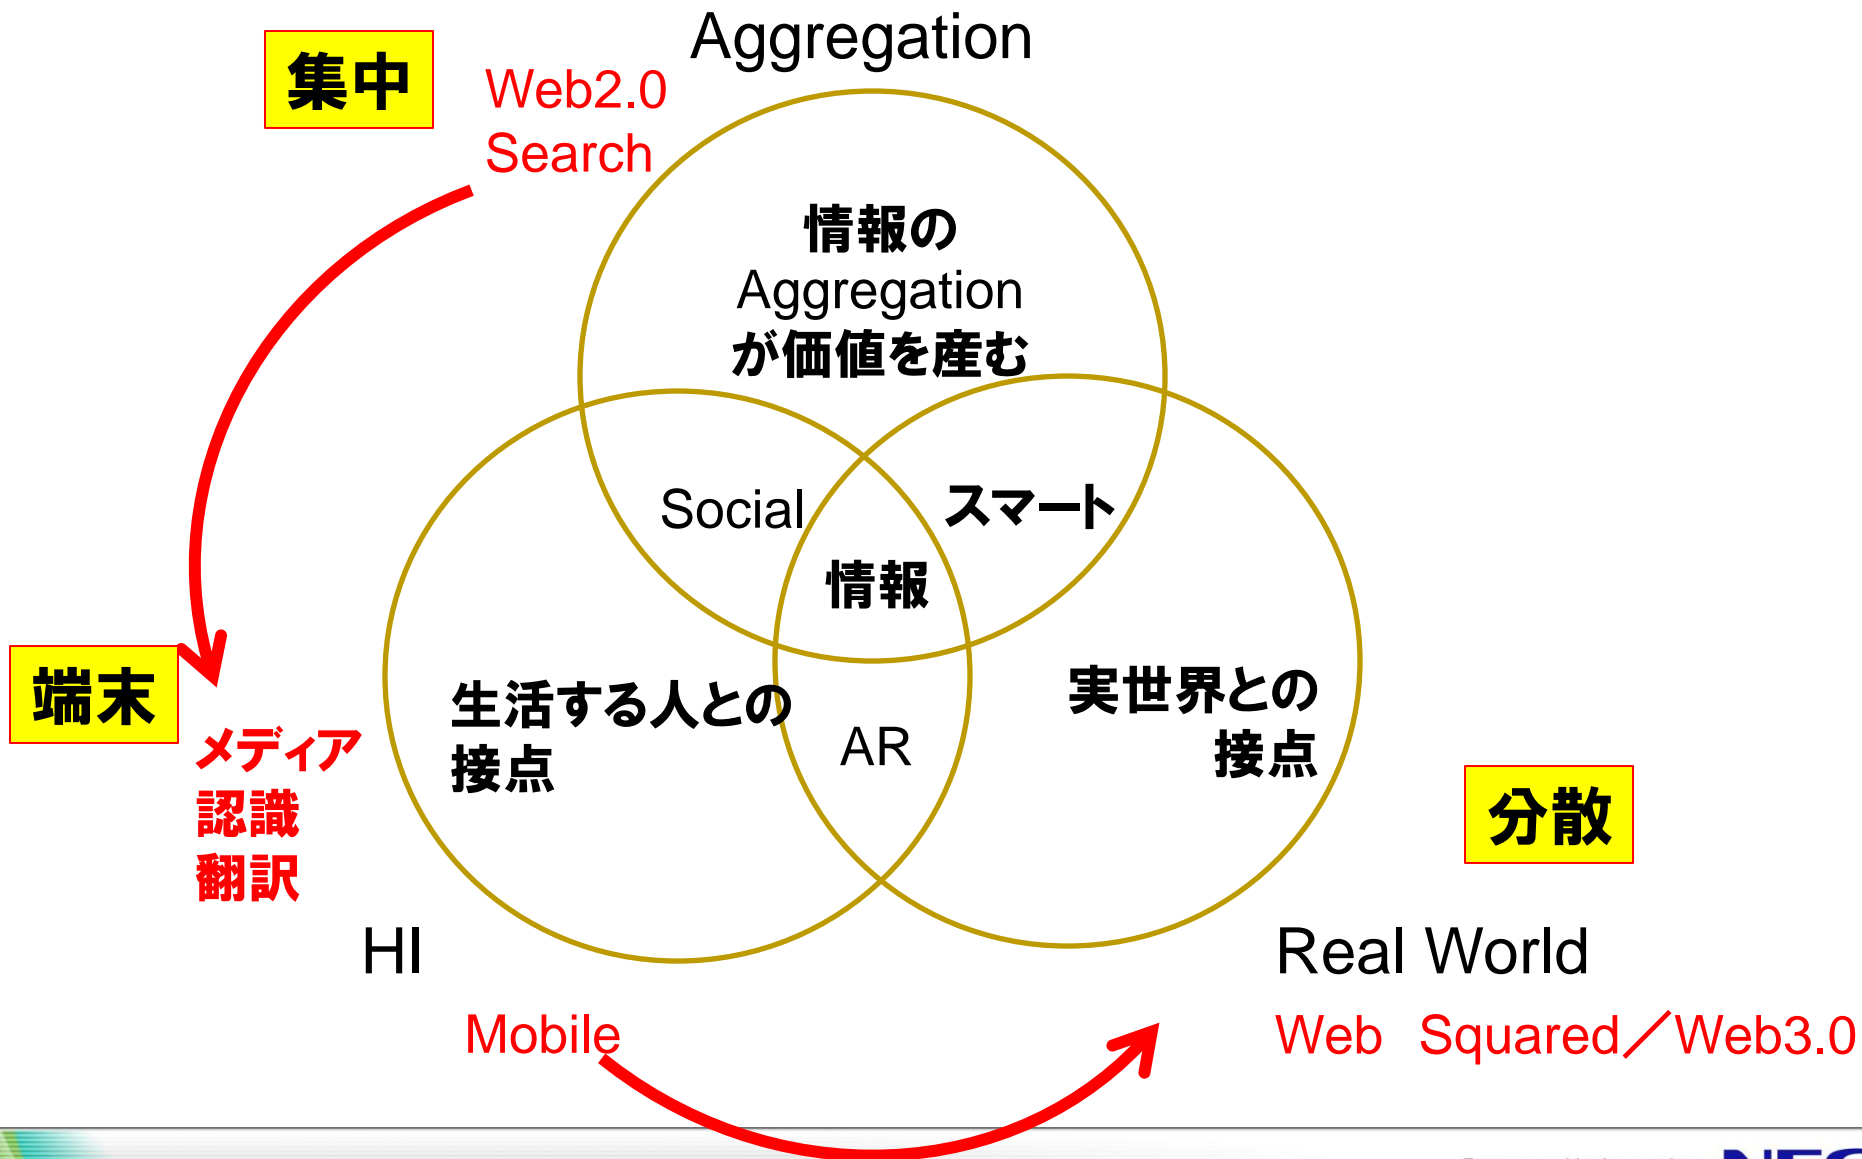 Aggregation
集中
Web2.0
Search
情報の
Aggregation
が価値を産む
Social
スマート
情報
端末
生活する人との
接点
実世界との
接点
AR
メディア
認識
翻訳
分散
HI
Real World
Mobile
Web Squared／Web3.0